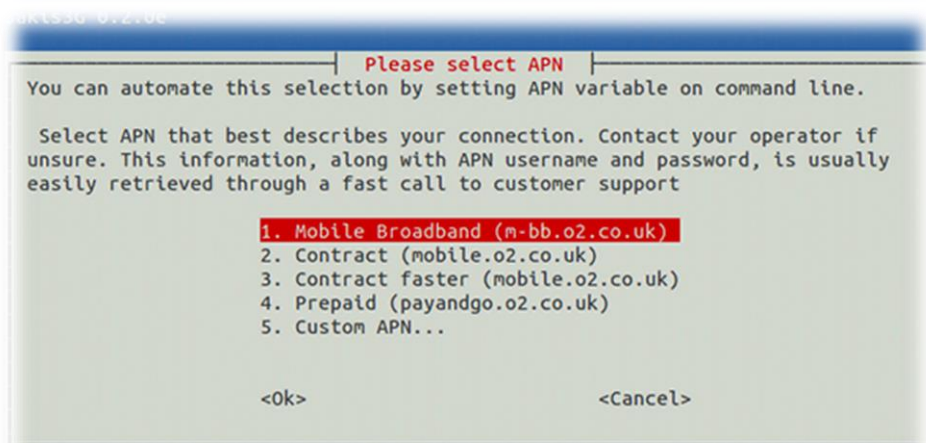 Please select APN
You can automate this selection by setting APN variable on command line.
Select APN that best describes your connection. Contact your operator if
unsure. This information, along with APN username and password, is usually
easily retrieved through a fast call to customer support
1. Mobile Broadband (m-bb.o2.co.uk)
2. Contract (mobile.o2.co.uk)
3. Contract faster (mobile.o2.co.uk)
4. Prepaid (payandgo.o2.co.uk)
5. Custom APN...
<Ok> <Cancel>